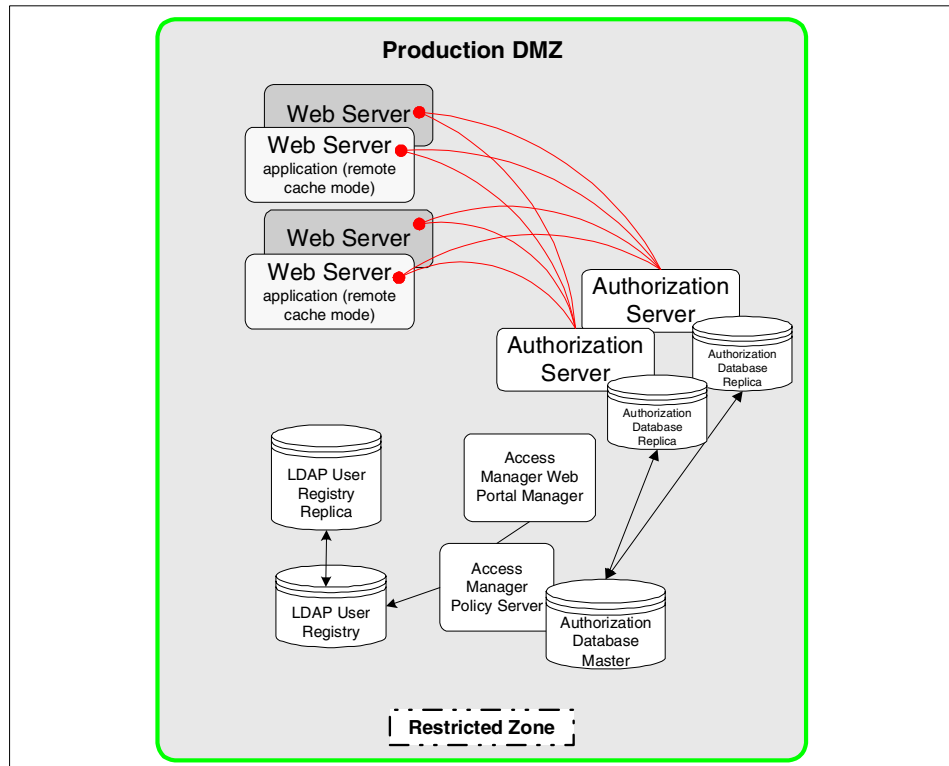 Production DMZ
Web Server
Web Server
application (remote
cache mode)
Web Server
Web Server
application (remote
cache mode)
Authorization
Server
Authorization
Database
Replica
Authorization
Server
Authorization
Database
Replica
LDAP User
Registry
Replica
Access
Manager Web
Portal Manager
LDAP User
Registry
Access
Manager
Policy Server
Authorization
Database
Master
Restricted Zone